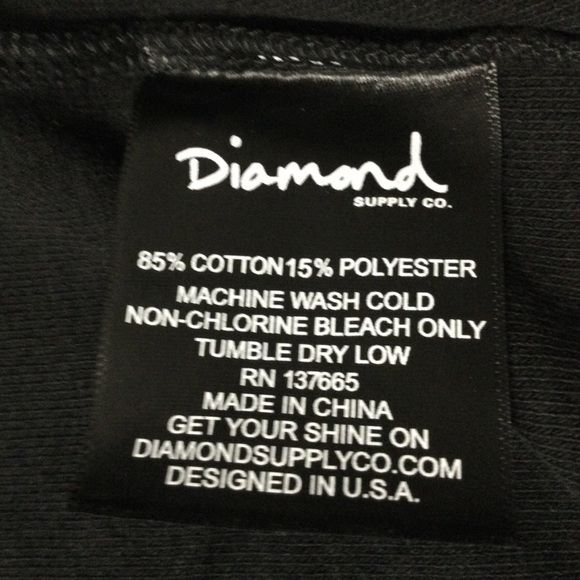 Diamond
SUPPLY CO.
85% COTTON15% POLYESTER
MACHINE WASH COLD
NON-CHLORINE BLEACH ONLY
TUMBLE DRY LOW
RN 137665
MADE IN CHINA
GET YOUR SHINE ON
DIAMONDSUPPLYCO.COM
DESIGNED IN U.S.A.